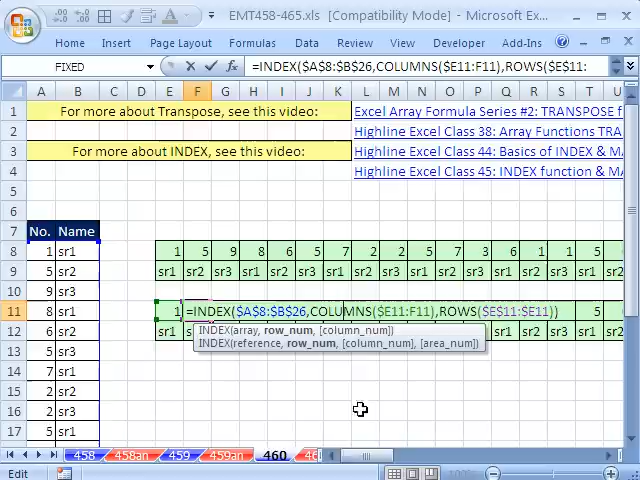 EMT458-465.xls [Compatibility Mode] - Microsoft Ex...
Home Insert Page Layout Formulas Data Review View Developer Add-Ins
FIXED =INDEX($A$8:$B$26,COLUMNS($E11:F11),ROWS($E$11:
A B C D E F G H I J K L M N O P Q R S T U
1 For more about Transpose, see this video: Excel Array Formula Series #2: TRANSPOSE f
2 Highline Excel Class 38: Array Functions TRA
3 For more about INDEX, see this video: Highline Excel Class 44: Basics of INDEX & MA
4 Highline Excel Class 45: INDEX function & MA
5
6
7 No. Name
8 1 sr1 1 5 9 8 6 5 7 2 2 7 3 6 1 1 5
9 5 sr2 sr1 sr2 sr3 sr1 sr2 sr3 sr1 sr2 sr3 sr1 sr2 sr3 sr1 sr2 sr3
10 9 sr3
11 8 sr1 1 =INDEX($A$8:$B$26,COLUMNS($E11:F11),ROWS($E$11:$E11)) 5
12 6 sr2 sr1 sr2 sr3
INDEX(array, row_num, [column_num])
INDEX(reference, row_num, [column_num], [area_num])
13 5 sr3
14 7 sr1
15 2 sr2
16 2 sr3
17 5 sr1
458 458an 459 459an 460 46
Edit 100%